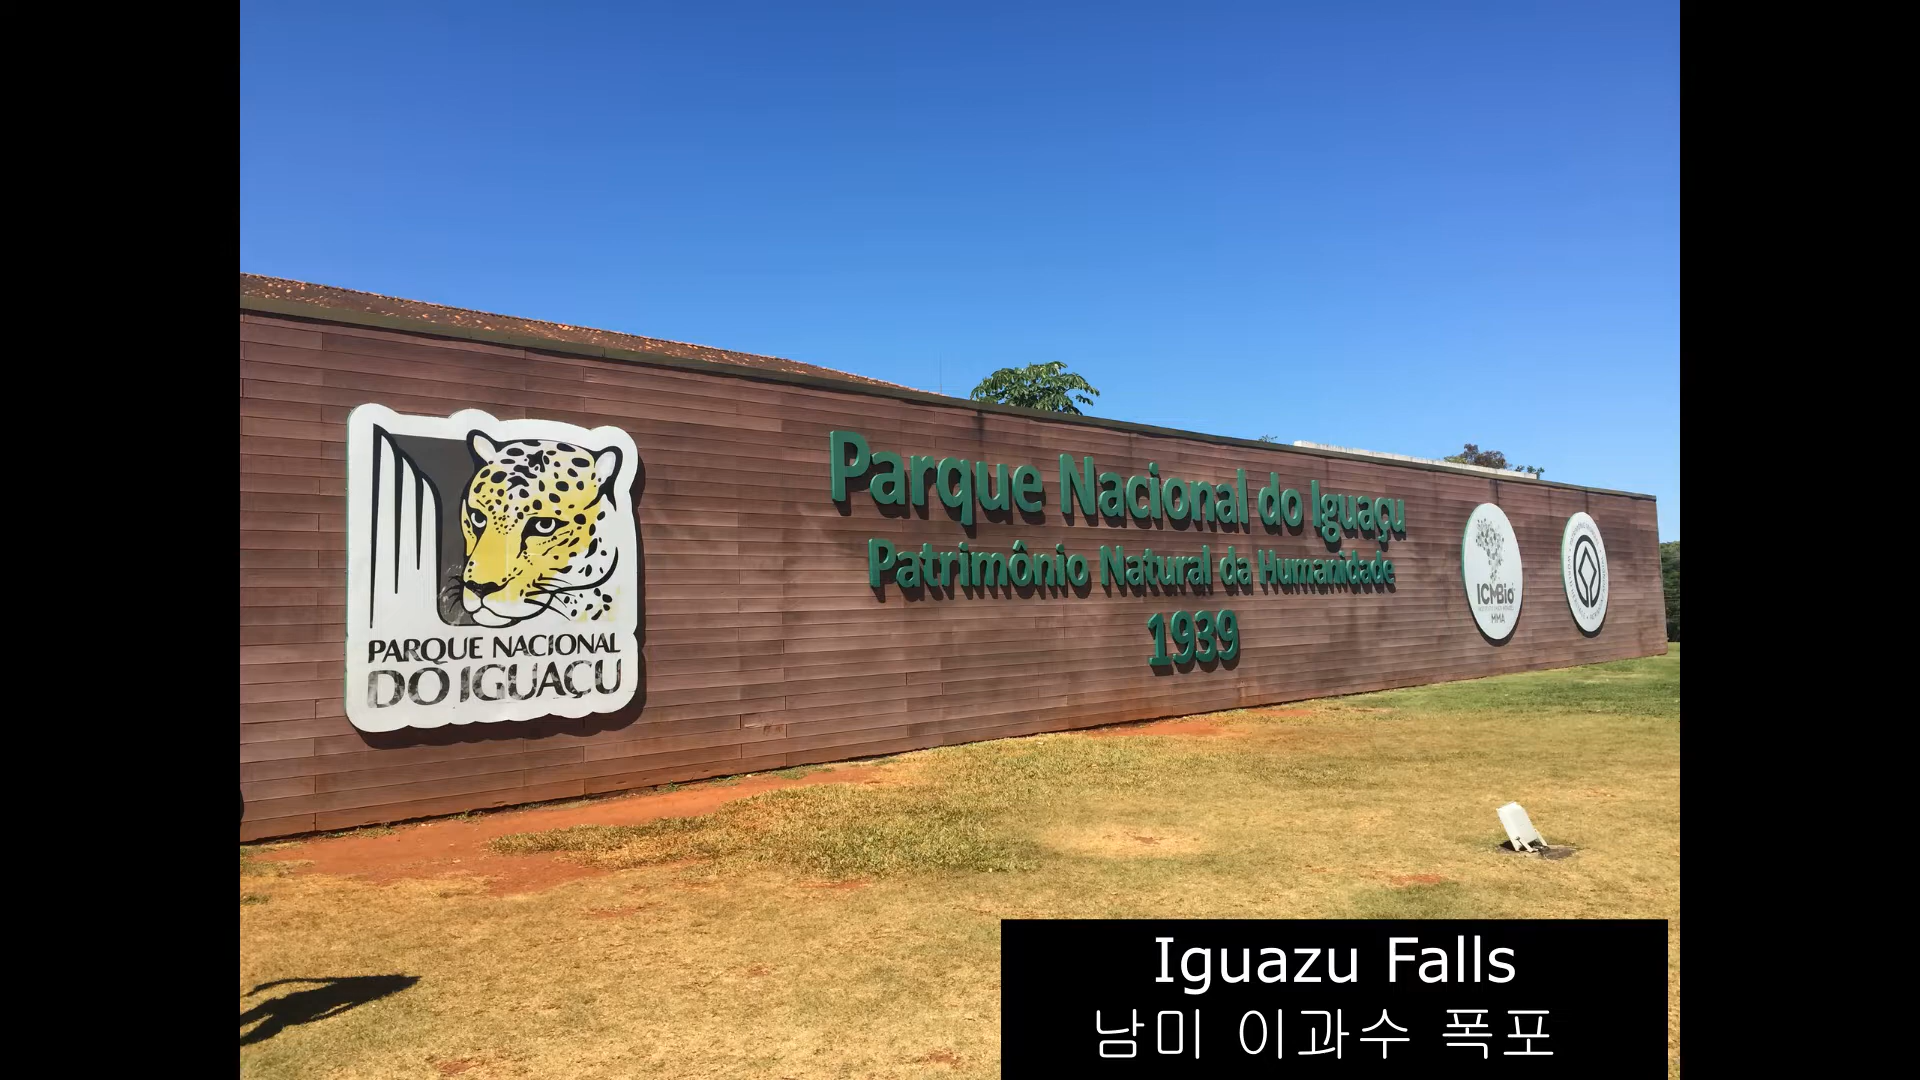 PARQUE NACIONAL
DO IGUAÇU
Parque Nacional do Iguaçu
Patrimônio Natural da Humanidade
1939
ICMBio
MMA
Iguazu Falls
남미 이과수 폭포